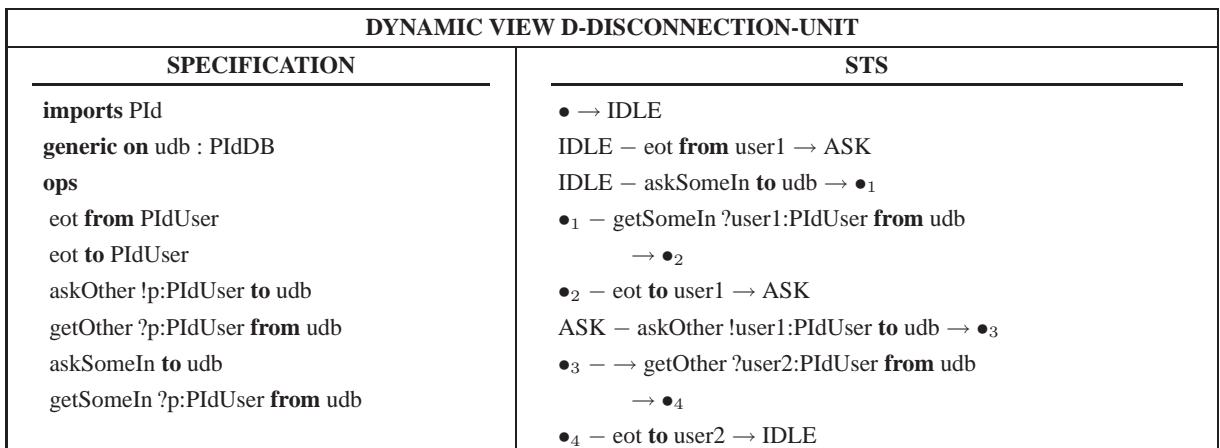 DYNAMIC VIEW D-DISCONNECTION-UNIT
SPECIFICATION
imports PId
generic on udb : PIdDB
ops
eot from PIdUser
eot to PIdUser
askOther !p:PIdUser to udb
getOther ?p:PIdUser from udb
askSomeIn to udb
getSomeIn ?p:PIdUser from udb
STS
• → IDLE
IDLE − eot from user1 → ASK
IDLE − askSomeIn to udb → •₁
•₁ − getSomeIn ?user1:PIdUser from udb
→ •₂
•₂ − eot to user1 → ASK
ASK − askOther !user1:PIdUser to udb → •₃
•₃ − → getOther ?user2:PIdUser from udb
→ •₄
•₄ − eot to user2 → IDLE